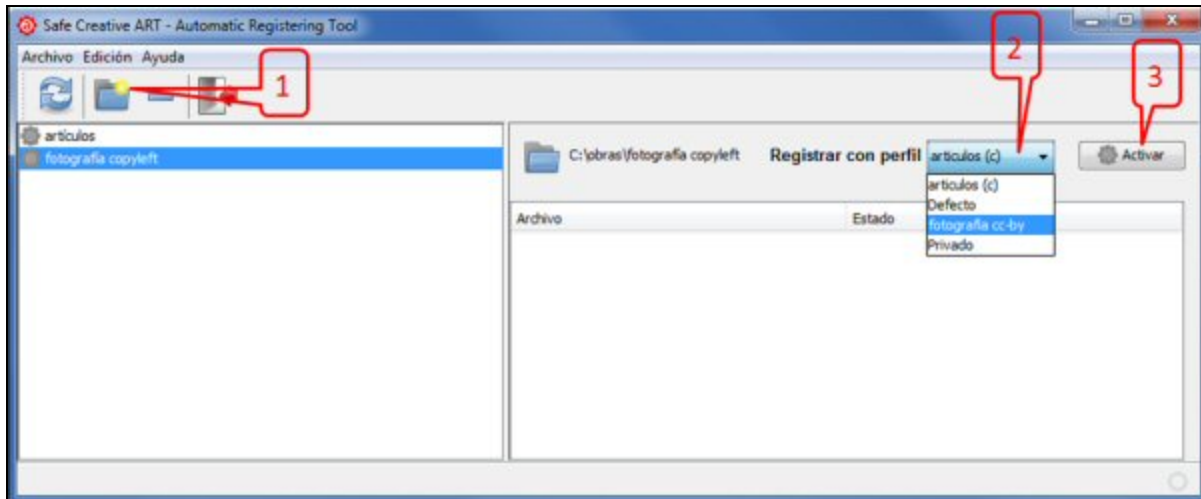 Safe Creative ART - Automatic Registering Tool
Archivo Edición Ayuda
1
2
3
artículos
fotografía copyleft
C:\obras\fotografía copyleft Registrar con perfil artículos (c) Activar
artículos (c)
Defecto
fotografía cc-by
Privado
Archivo Estado